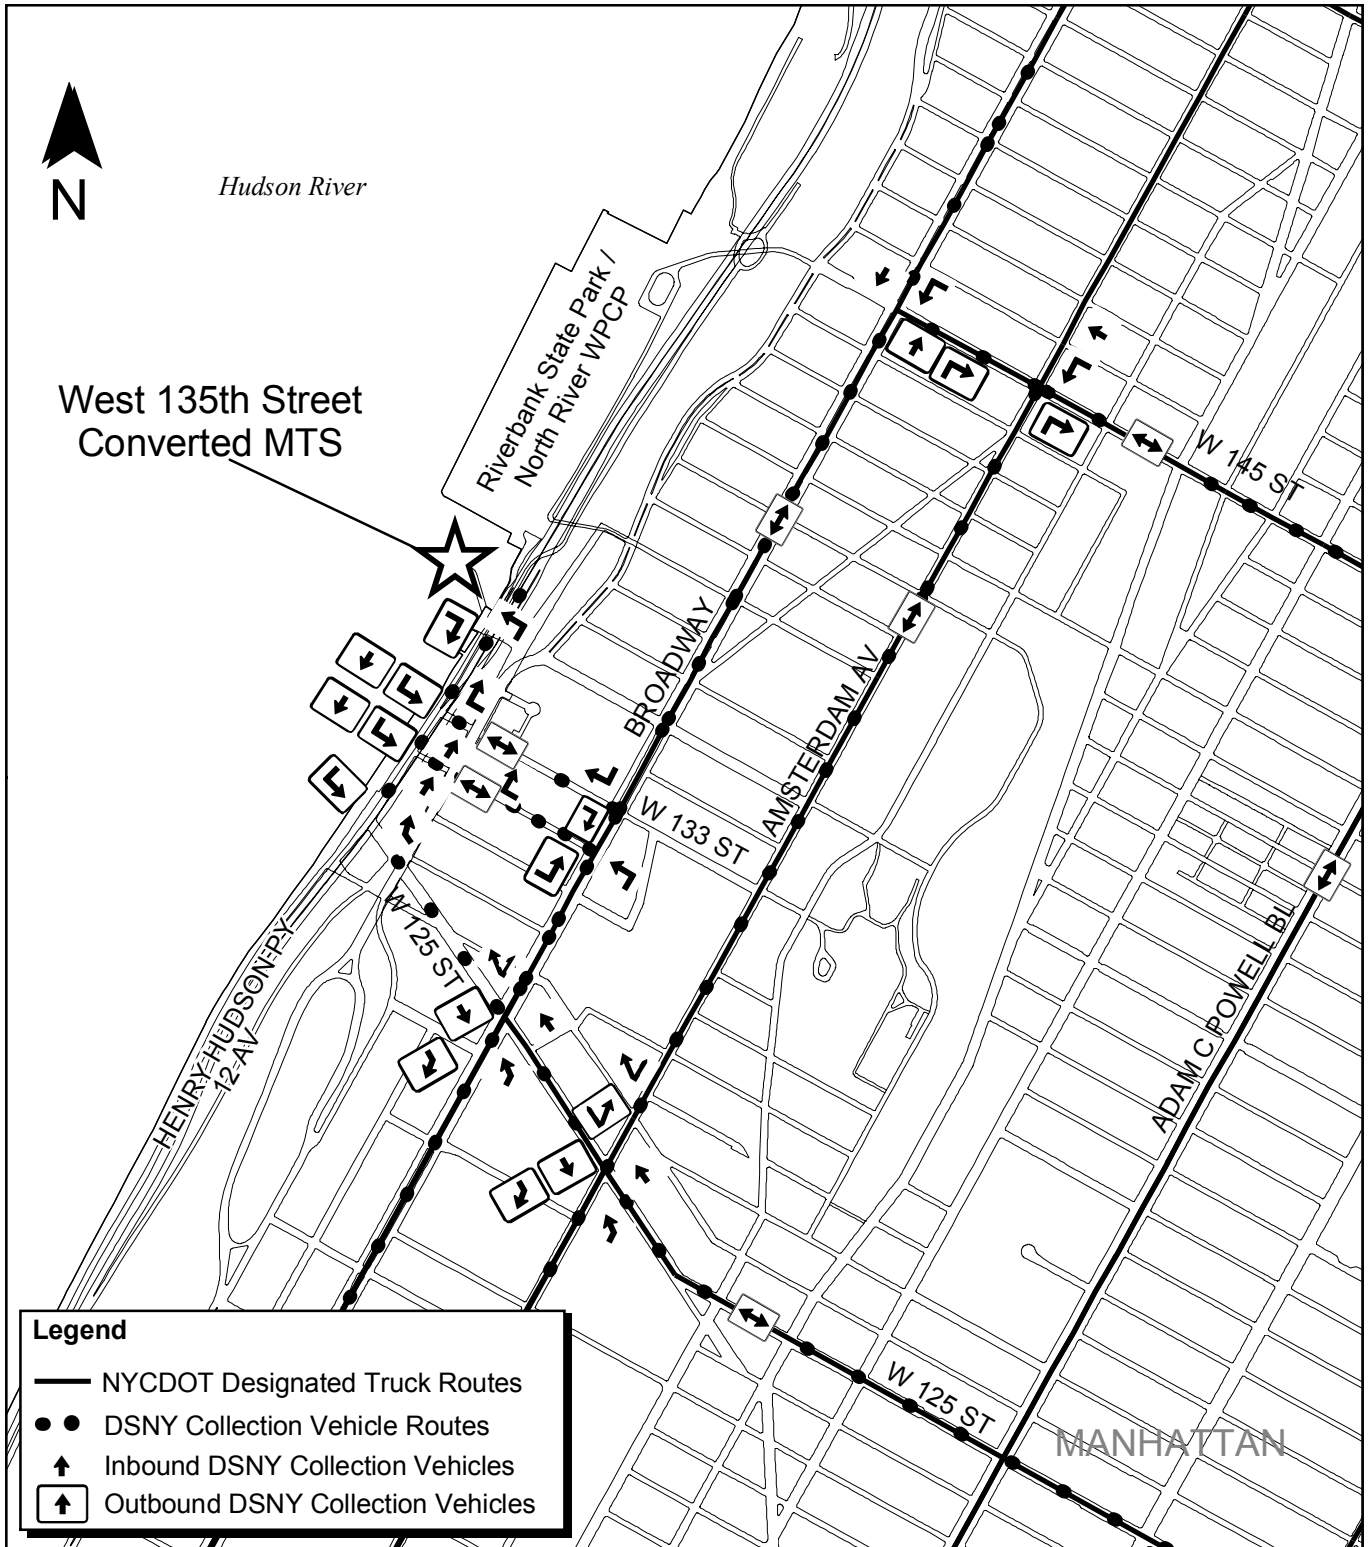 N
Hudson River
Riverbank State Park /
North River WPCP
West 135th Street
Converted MTS
W 145 ST
BROADWAY
AMSTERDAM AV
W 133 ST
W 125 ST
HENRY HUDSON PY
12 AV
ADAM C POWELL BL
W 125 ST
MANHATTAN
Legend
NYCDOT Designated Truck Routes
DSNY Collection Vehicle Routes
Inbound DSNY Collection Vehicles
Outbound DSNY Collection Vehicles